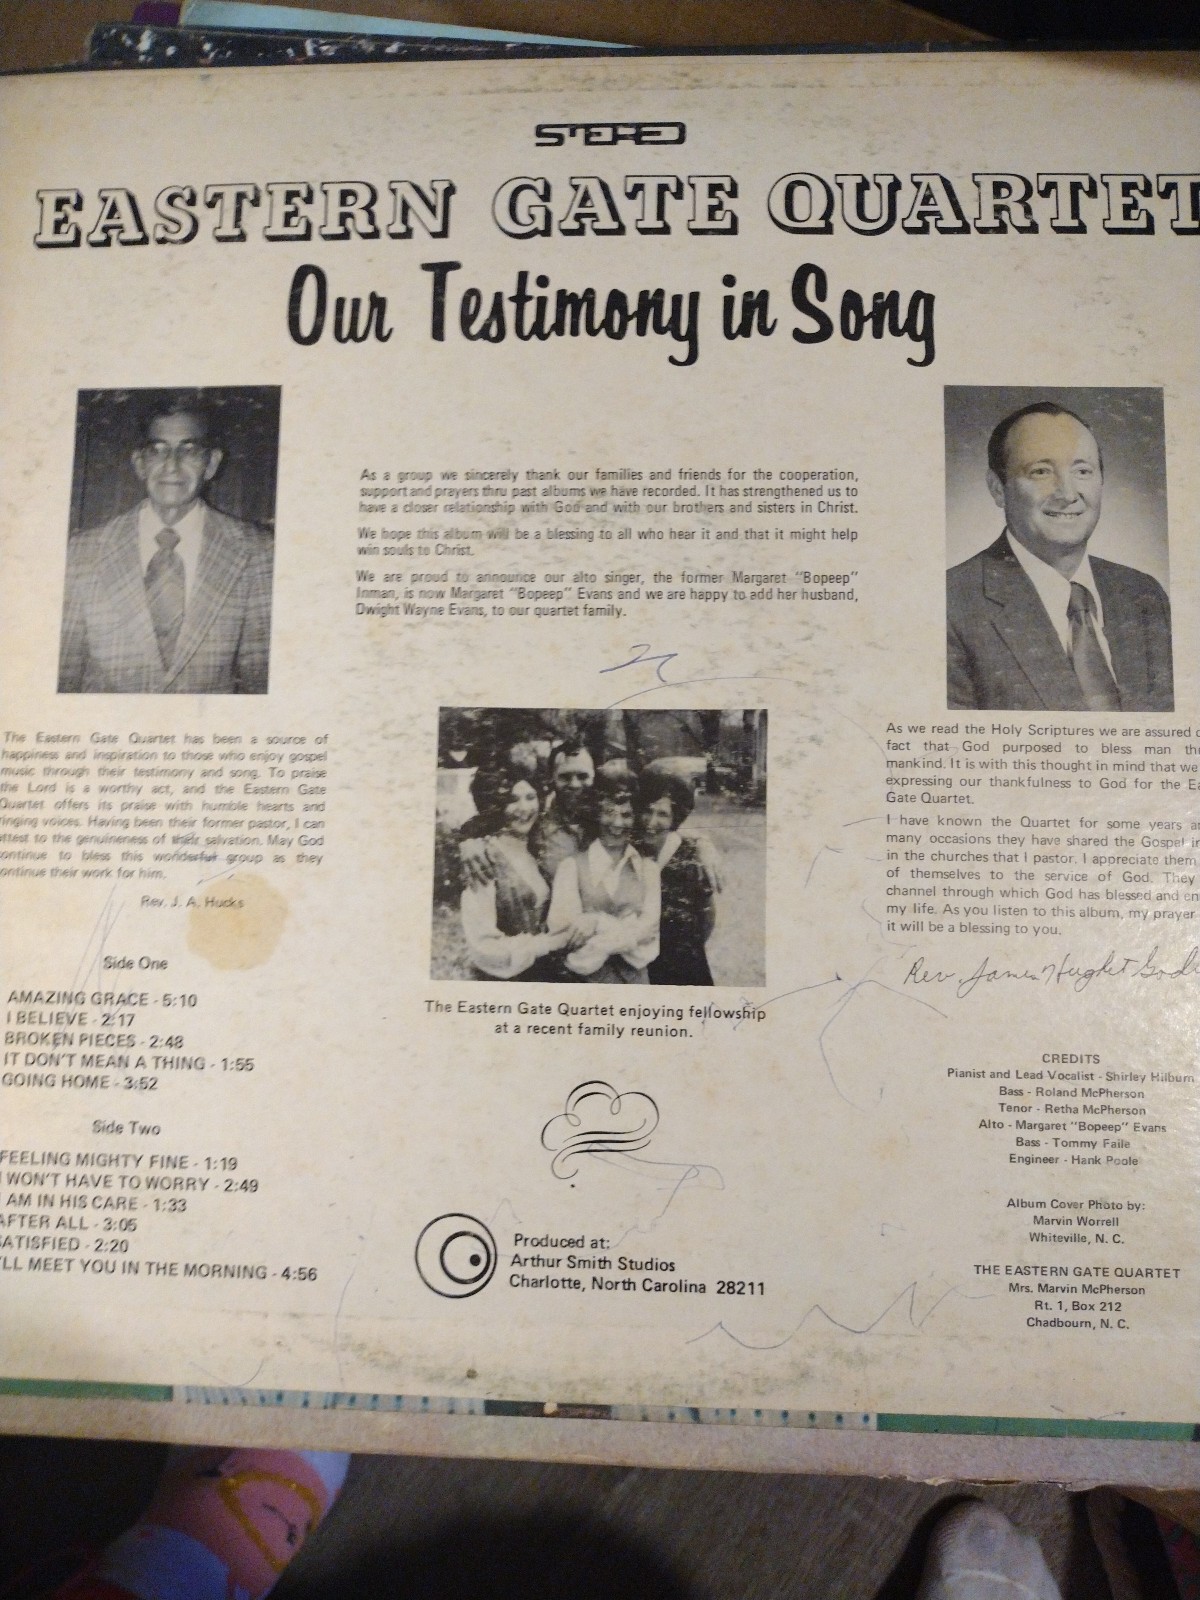 STEREO
EASTERN GATE QUARTET
Our Testimony in Song
As a group we sincerely thank our families and friends for the cooperation,
support and prayers thru past albums we have recorded. It has strengthened us to
have a closer relationship with God and with our brothers and sisters in Christ.
We hope this album will be a blessing to all who hear it and that it might help
win souls to Christ.
We are proud to announce our alto singer, the former Margaret "Bopeep"
Inman, is now Margaret "Bopeep" Evans and we are happy to add her husband,
Dwight Wayne Evans, to our quartet family.
The Eastern Gate Quartet has been a source of
happiness and inspiration to those who enjoy gospel
music through their testimony and song. To praise
the Lord is a worthy act, and the Eastern Gate
Quartet offers its praise with humble hearts and
ringing voices. Having been their former pastor, I can
attest to the genuineness of their salvation. May God
continue to bless this wonderful group as they
continue their work for him.
Rev. J. A. Hucks
Side One
AMAZING GRACE - 5:10
I BELIEVE - 2:17
BROKEN PIECES - 2:48
IT DON'T MEAN A THING - 1:55
GOING HOME - 3:52
Side Two
FEELING MIGHTY FINE - 1:19
I WON'T HAVE TO WORRY - 2:49
I AM IN HIS CARE - 1:33
AFTER ALL - 3:05
SATISFIED - 2:20
I'LL MEET YOU IN THE MORNING - 4:56
The Eastern Gate Quartet enjoying fellowship
at a recent family reunion.
Produced at:
Arthur Smith Studios
Charlotte, North Carolina 28211
As we read the Holy Scriptures we are assured
fact that God purposed to bless man
mankind. It is with this thought in mind that we
expressing our thankfulness to God for the
Gate Quartet.
I have known the Quartet for some years
many occasions they have shared the Gospel
in the churches that I pastor. I appreciate them
of themselves to the service of God. They
channel through which God has blessed and
my life. As you listen to this album, my prayer
it will be a blessing to you.
Rev. James
CREDITS
Pianist and Lead Vocalist - Shirley Hilburn
Bass - Roland McPherson
Tenor - Retha McPherson
Alto - Margaret "Bopeep" Evans
Bass - Tommy Faile
Engineer - Hank Poole
Album Cover Photo by:
Marvin Worrell
Whiteville, N. C.
THE EASTERN GATE QUARTET
Mrs. Marvin McPherson
Rt. 1, Box 212
Chadbourn, N. C.